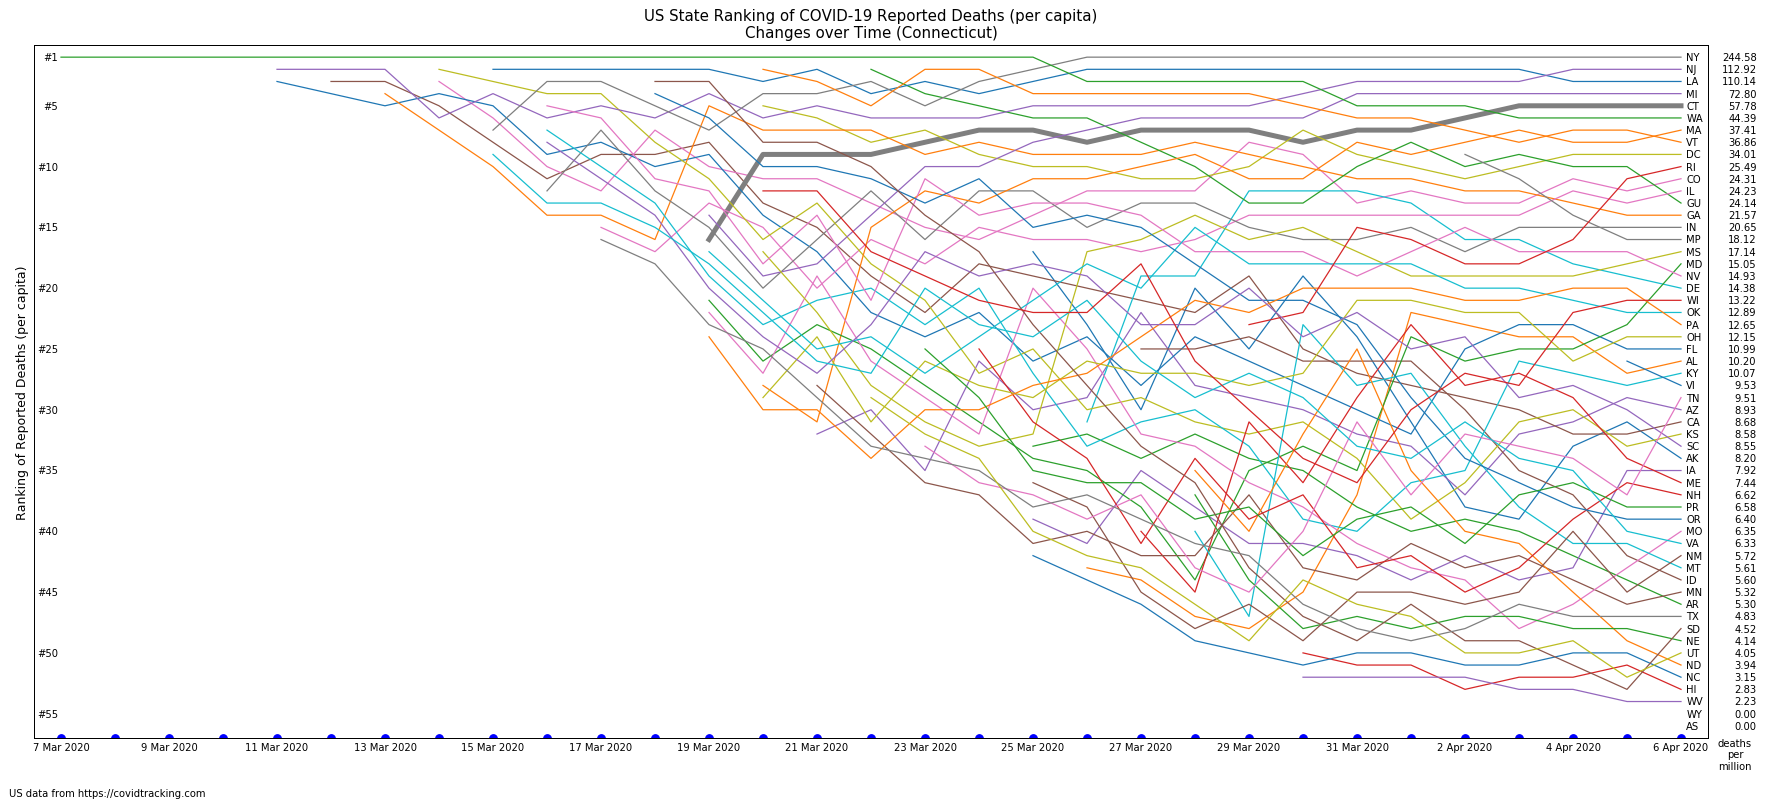 US State Ranking of COVID-19 Reported Deaths (per capita)
Changes over Time (Connecticut)
Ranking of Reported Deaths (per capita)
#1
#5
#10
#15
#20
#25
#30
#35
#40
#45
#50
#55
NY 244.58
NJ 112.92
LA 110.14
MI 72.80
CT 57.78
WA 44.39
MA 37.41
VT 36.86
DC 34.01
RI 25.49
CO 24.31
IL 24.23
GU 24.14
GA 21.57
IN 20.65
MP 18.12
MS 17.14
MD 15.05
NV 14.93
DE 14.38
WI 13.22
OK 12.89
PA 12.65
OH 12.15
FL 10.99
AL 10.20
KY 10.07
VI 9.53
TN 9.51
AZ 8.93
CA 8.68
KS 8.58
SC 8.55
AK 8.20
IA 7.92
ME 7.44
NH 6.62
PR 6.58
OR 6.40
MO 6.35
VA 6.33
NM 5.72
MT 5.61
ID 5.60
MN 5.32
AR 5.30
TX 4.83
SD 4.52
NE 4.14
UT 4.05
ND 3.94
NC 3.15
HI 2.83
WV 2.23
WY 0.00
AS 0.00
7 Mar 2020 9 Mar 2020 11 Mar 2020 13 Mar 2020 15 Mar 2020 17 Mar 2020 19 Mar 2020 21 Mar 2020 23 Mar 2020 25 Mar 2020 27 Mar 2020 29 Mar 2020 31 Mar 2020 2 Apr 2020 4 Apr 2020 6 Apr 2020
deaths
per
million
US data from https://covidtracking.com